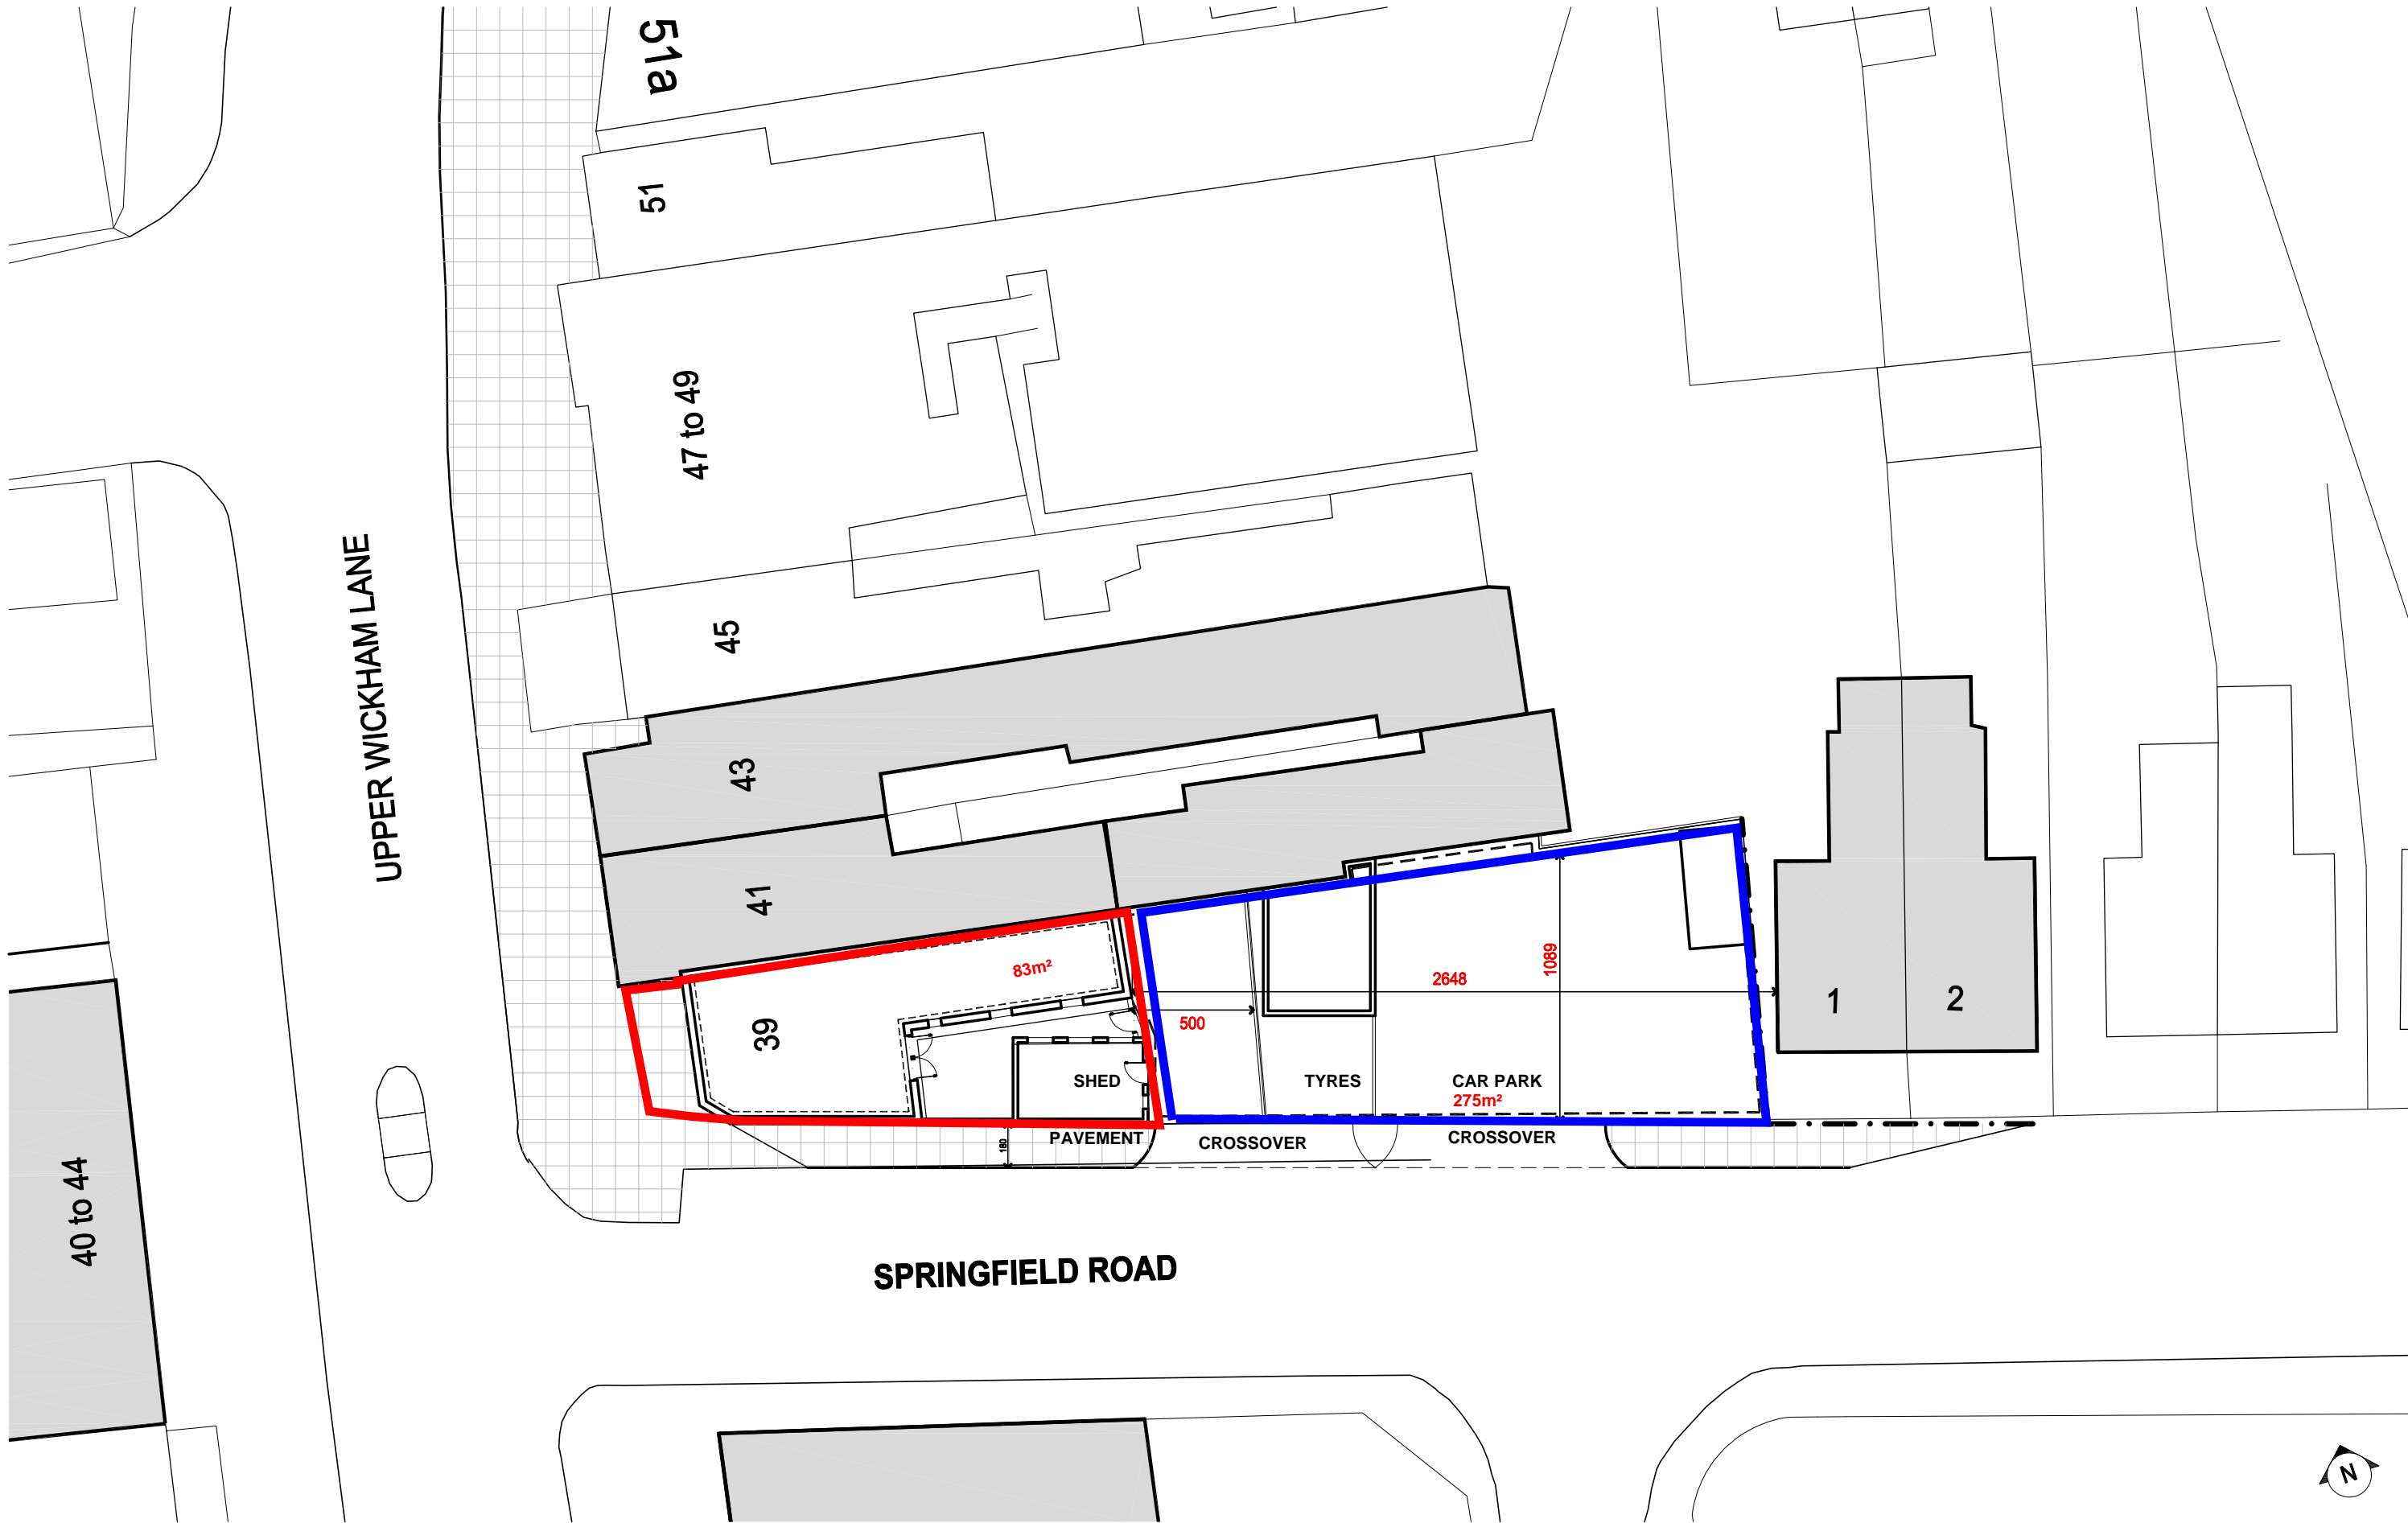 51a
51
47 to 49
UPPER WICKHAM LANE
45
43
41
83m²
39
2648
1089
500
1
2
SHED
TYRES
CAR PARK
275m²
180
PAVEMENT
CROSSOVER
CROSSOVER
40 to 44
SPRINGFIELD ROAD
N